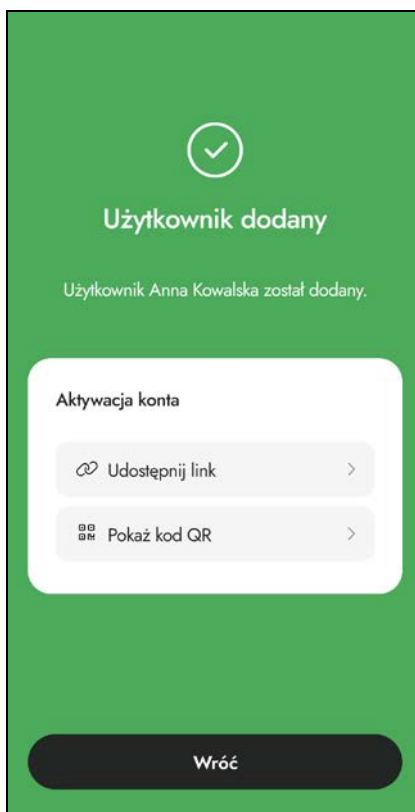 Użytkownik dodany
Użytkownik Anna Kowalska został dodany.
Aktywacja konta
Udostępnij link
Pokaż kod QR
Wróć